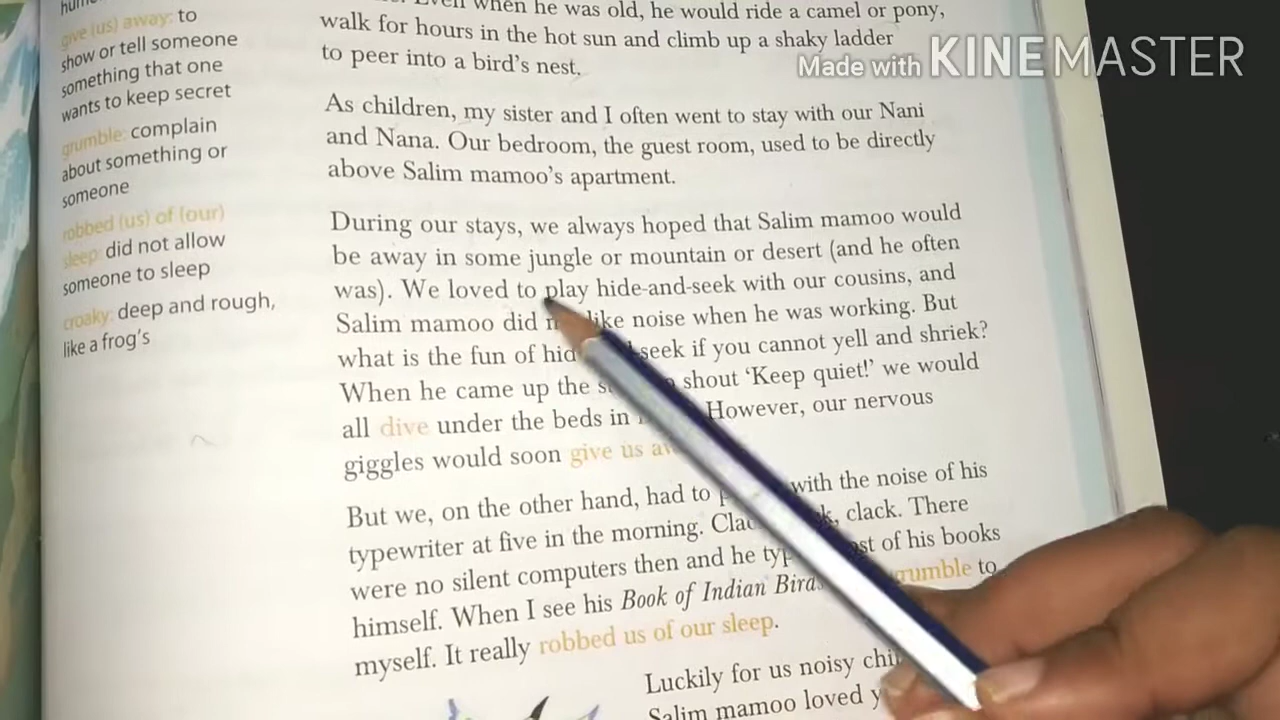 give (us) away: to
show or tell someone
something that one
wants to keep secret
grumble: complain
about something or
someone
robbed (us) of (our)
sleep: did not allow
someone to sleep
croaky: deep and rough,
like a frog's
Even when he was old, he would ride a camel or pony,
walk for hours in the hot sun and climb up a shaky ladder
to peer into a bird's nest.
Made with KINEMASTER
As children, my sister and I often went to stay with our Nani
and Nana. Our bedroom, the guest room, used to be directly
above Salim mamoo's apartment.
During our stays, we always hoped that Salim mamoo would
be away in some jungle or mountain or desert (and he often
was). We loved to play hide-and-seek with our cousins, and
Salim mamoo did like noise when he was working. But
what is the fun of seek if you cannot yell and shriek?
When he came up the shout 'Keep quiet!' we would
all dive under the beds in However, our nervous
giggles would soon give us
But we, on the other hand, had to with the noise of his
typewriter at five in the morning. clack. There
were no silent computers then and he of his books
himself. When I see his Book of Indian Birds grumble to
myself. It really robbed us of our sleep.
Luckily for us noisy
Salim mamoo loved